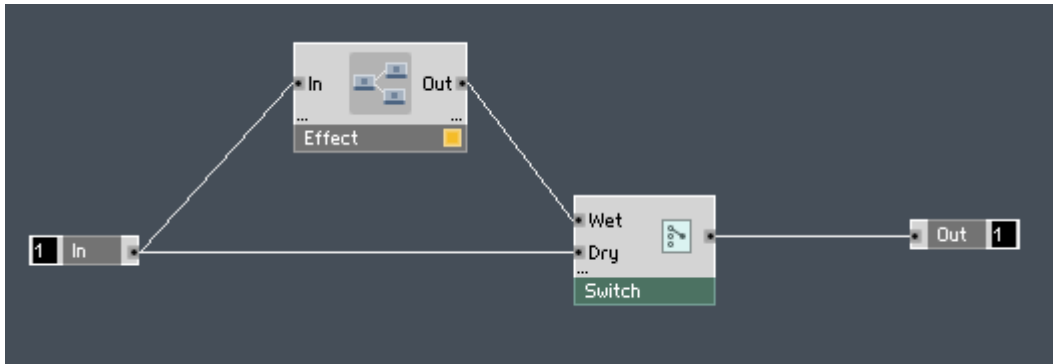 In Out
...
...
Effect
Wet
Dry
...
Switch
1 In
Out 1